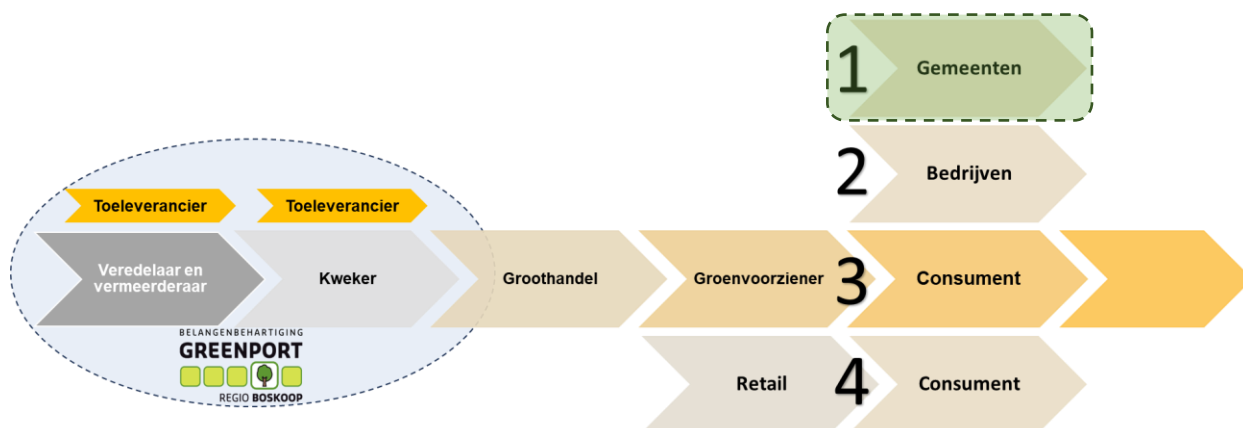 1
Gemeenten
2
Bedrijven
Toeleverancier
Toeleverancier
Veredelaar en
vermeerderaar
Kweker
Groothandel
Groenvoorziener
3
Consument
BELANGENBEHARTIGING
GREENPORT
REGIO BOSKOOP
Retail
4
Consument